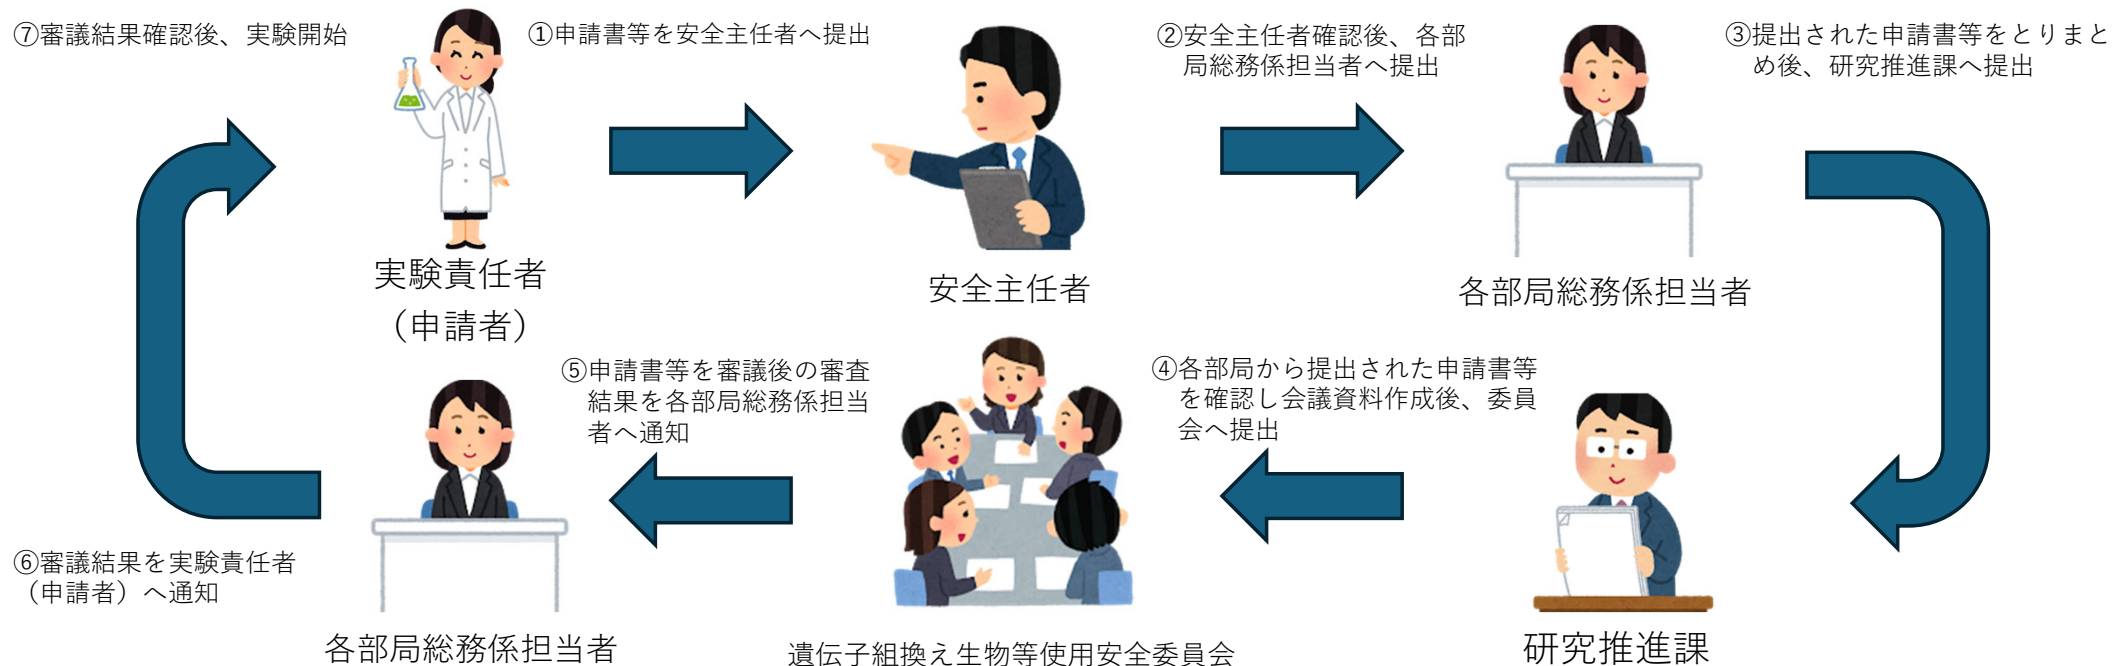 ⑦審議結果確認後、実験開始
①申請書等を安全主任者へ提出
②安全主任者確認後、各部
局総務係担当者へ提出
③提出された申請書等をとりまと
め後、研究推進課へ提出
実験責任者
（申請者）
安全主任者
各部局総務係担当者
⑤申請書等を審議後の審査
結果を各部局総務係担当
者へ通知
④各部局から提出された申請書等
を確認し会議資料作成後、委員
会へ提出
⑥審議結果を実験責任者
（申請者）へ通知
各部局総務係担当者
遺伝子組換え生物等使用安全委員会
研究推進課